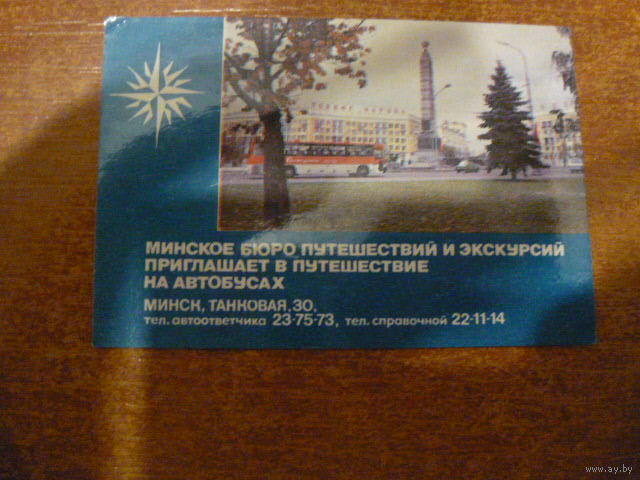 МИНСКОЕ БЮРО ПУТЕШЕСТВИЙ И ЭКСКУРСИЙ
ПРИГЛАШАЕТ В ПУТЕШЕСТВИЕ
НА АВТОБУСАХ
МИНСК, ТАНКОВАЯ, 30,
тел. автоответчика 23-75-73, тел. справочной 22-11-14
www.ay.by